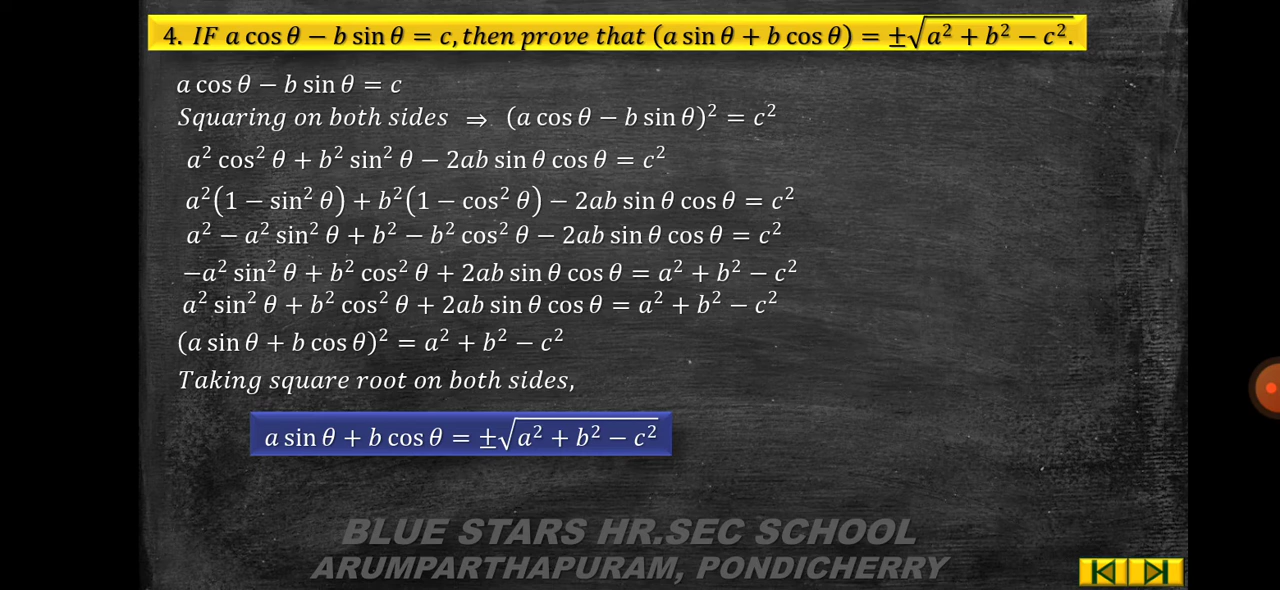 4. IF a cos θ − b sin θ = c, then prove that (a sin θ + b cos θ) = ±√a² + b² − c².
a cos θ − b sin θ = c
Squaring on both sides ⇒ (a cos θ − b sin θ)² = c²
a² cos² θ + b² sin² θ − 2ab sin θ cos θ = c²
a²(1 − sin² θ) + b²(1 − cos² θ) − 2ab sin θ cos θ = c²
a² − a² sin² θ + b² − b² cos² θ − 2ab sin θ cos θ = c²
−a² sin² θ + b² cos² θ + 2ab sin θ cos θ = a² + b² − c²
a² sin² θ + b² cos² θ + 2ab sin θ cos θ = a² + b² − c²
(a sin θ + b cos θ)² = a² + b² − c²
Taking square root on both sides,
a sin θ + b cos θ = ±√a² + b² − c²
BLUE STARS HR.SEC SCHOOL
ARUMPARTHAPURAM, PONDICHERRY